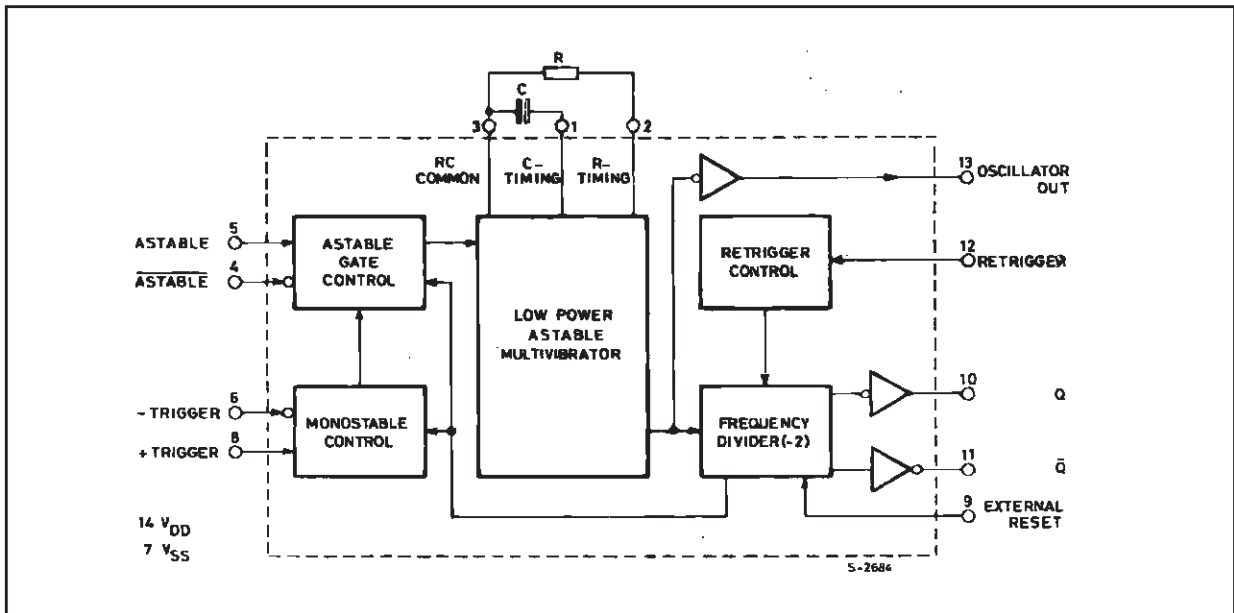 R
C
3
1
2
RC COMMON
C– TIMING
R– TIMING
13
OSCILLATOR OUT
5
ASTABLE
ASTABLE GATE CONTROL
4
A̅S̅T̅A̅B̅L̅E̅
RETRIGGER CONTROL
12
RETRIGGER
LOW POWER ASTABLE MULTIVIBRATOR
6
– TRIGGER
8
+ TRIGGER
MONOSTABLE CONTROL
FREQUENCY DIVIDER(-2)
10
Q
11
Q̅
9
EXTERNAL RESET
14 VDD
7 VSS
S-2684